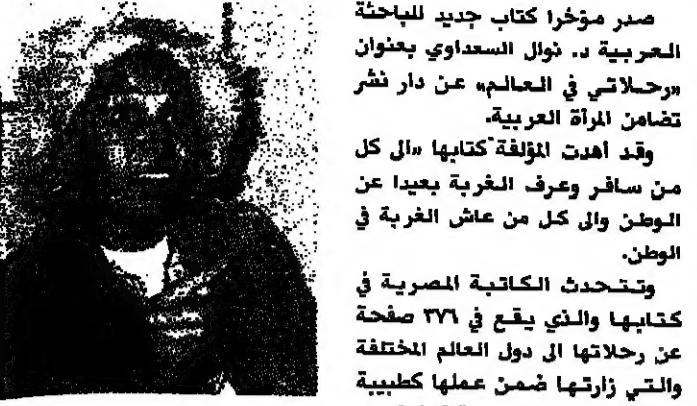 صدر مؤخرا كتاب جديد للباحثة
العربية د. نوال السعداوي بعنوان
«رحلاتي في العالم» عن دار نشر
تضامن المرأة العربية.
وقد أهدت المؤلفة كتابها «الى كل
من سافر وعرف الغربة بعيدا عن
الوطن والى كل من عاش الغربة في
الوطن.
وتتحدث الكاتبة المصرية في
كتابها والذي يقع في ٣٧٦ صفحة
عن رحلاتها الى دول العالم المختلفة
والتي زارتها ضمن عملها كطبيبة